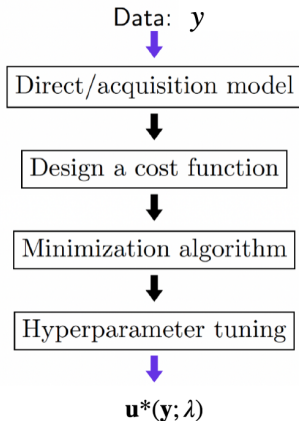 Data: y
Direct/acquisition model
Design a cost function
Minimization algorithm
Hyperparameter tuning
u*(y; λ)